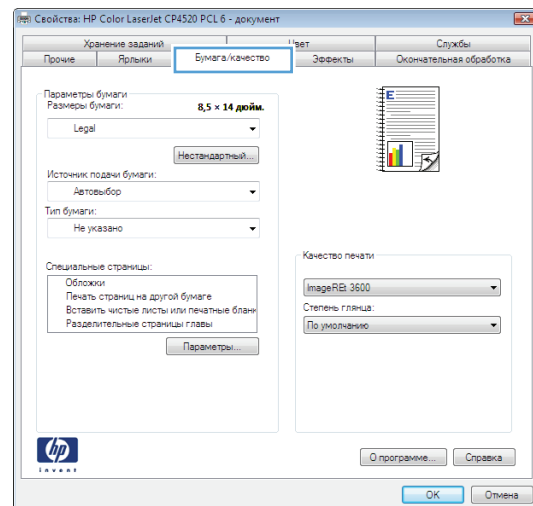 Свойства: HP Color LaserJet CP4520 PCL 6 - документ
Хранение заданий
Цвет
Службы
Прочие
Ярлыки
Бумага/качество
Эффекты
Окончательная обработка
Параметры бумаги
Размеры бумаги:
8,5 × 14 дюйм.
Legal
Нестандартный...
Источник подачи бумаги:
Автовыбор
Тип бумаги:
Не указано
Специальные страницы:
Обложки
Печать страниц на другой бумаге
Вставить чистые листы или печатные бланк
Разделительные страницы главы
Параметры...
E
Качество печати
ImageREt 3600
Степень глянца:
По умолчанию
hp
invent
О программе...
Справка
OK
Отмена